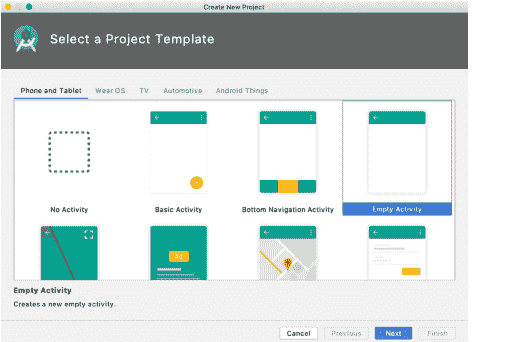 Create New Project
Select a Project Template
Phone and Tablet Wear OS TV Automotive Android Things
No Activity Basic Activity Bottom Navigation Activity Empty Activity
Ad
Empty Activity
Creates a new empty activity.
Cancel Previous Next Finish